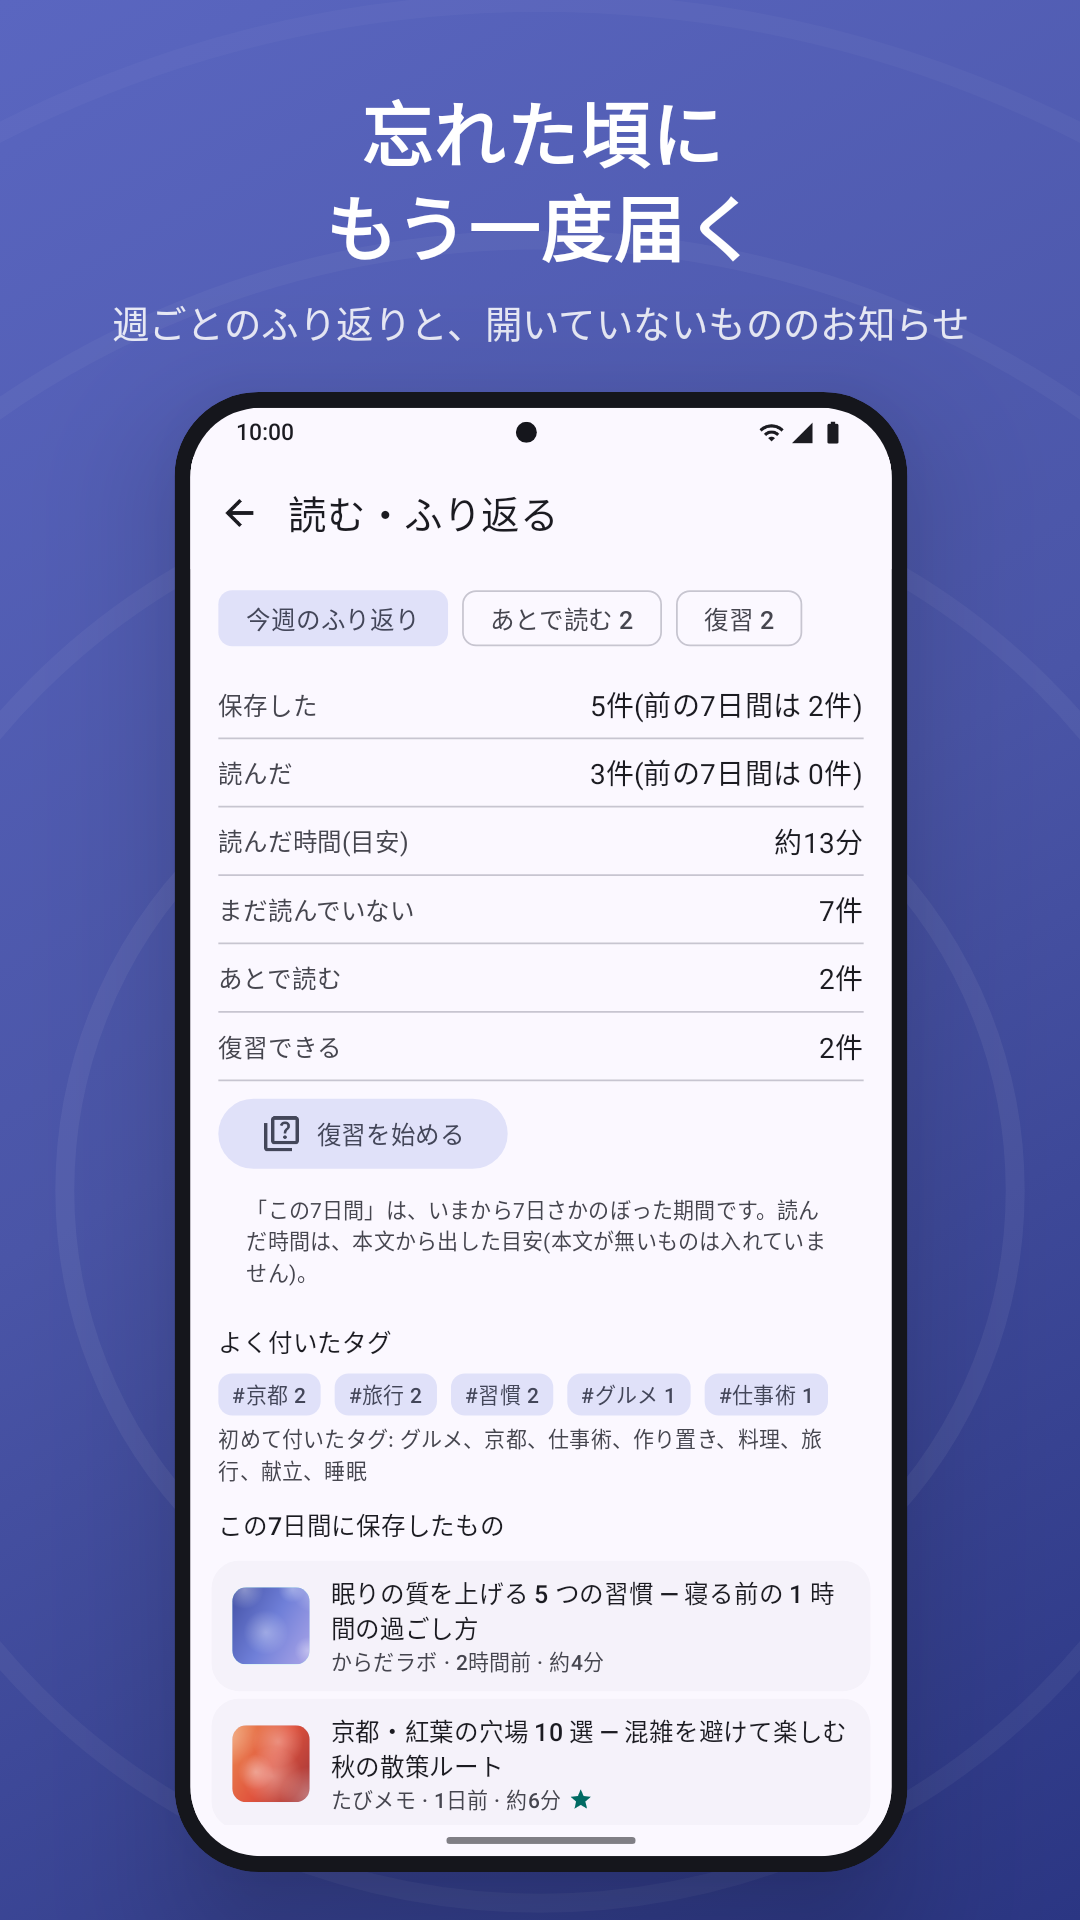 忘れた頃に
もう一度届く
週ごとのふり返りと、開いていないもののお知らせ
10:00
読む・ふり返る
今週のふり返り
あとで読む 2
復習 2
保存した
5件(前の7日間は 2件)
読んだ
3件(前の7日間は 0件)
読んだ時間(目安)
約13分
まだ読んでいない
7件
あとで読む
2件
復習できる
2件
復習を始める
「この7日間」は、いまから7日さかのぼった期間です。読ん
だ時間は、本文から出した目安(本文が無いものは入れていま
せん)。
よく付いたタグ
#京都 2
#旅行 2
#習慣 2
#グルメ 1
#仕事術 1
初めて付いたタグ: グルメ、京都、仕事術、作り置き、料理、旅
行、献立、睡眠
この7日間に保存したもの
眠りの質を上げる 5 つの習慣 — 寝る前の 1 時
間の過ごし方
からだラボ · 2時間前 · 約4分
京都・紅葉の穴場 10 選 — 混雑を避けて楽しむ
秋の散策ルート
たびメモ · 1日前 · 約6分